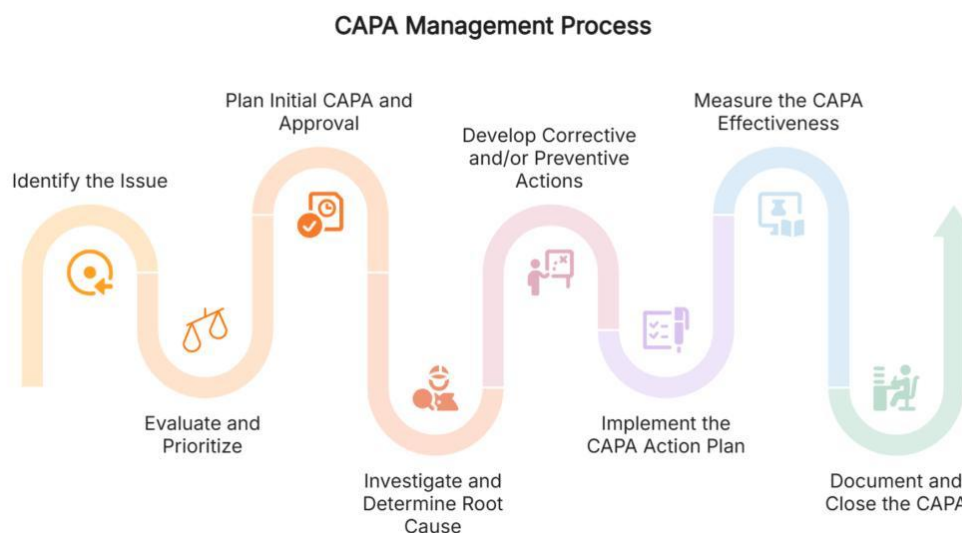 CAPA Management Process
Identify the Issue
Evaluate and
Prioritize
Plan Initial CAPA and
Approval
Investigate and
Determine Root
Cause
Develop Corrective
and/or Preventive
Actions
Implement the
CAPA Action Plan
Measure the CAPA
Effectiveness
Document and
Close the CAPA